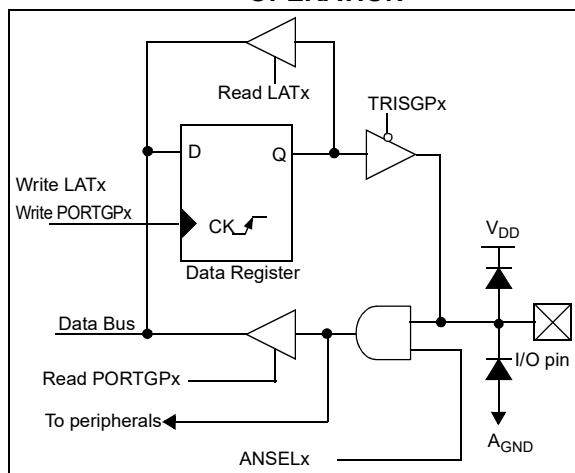 Read LATx
TRISGPx
D
Q
Write LATx
Write PORTGPx
CK
Data Register
VDD
Data Bus
I/O pin
Read PORTGPx
To peripherals
AGND
ANSELx